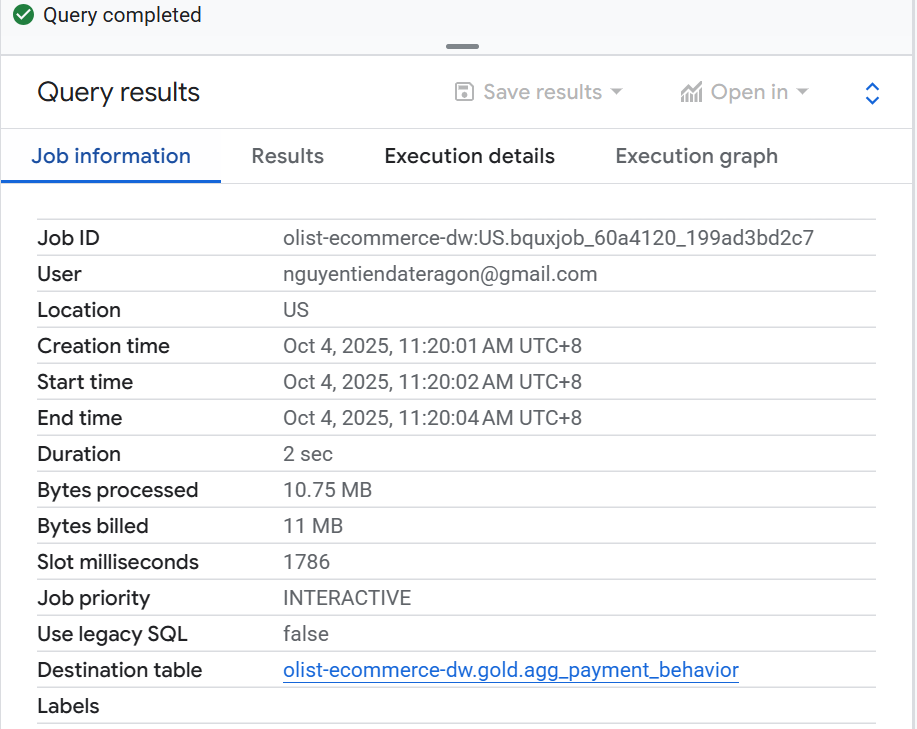 Query completed
Query results Save results Open in
Job information Results Execution details Execution graph
Job ID olist-ecommerce-dw:US.bquxjob_60a4120_199ad3bd2c7
User nguyentiendateragon@gmail.com
Location US
Creation time Oct 4, 2025, 11:20:01 AM UTC+8
Start time Oct 4, 2025, 11:20:02 AM UTC+8
End time Oct 4, 2025, 11:20:04 AM UTC+8
Duration 2 sec
Bytes processed 10.75 MB
Bytes billed 11 MB
Slot milliseconds 1786
Job priority INTERACTIVE
Use legacy SQL false
Destination table olist-ecommerce-dw.gold.agg_payment_behavior
Labels